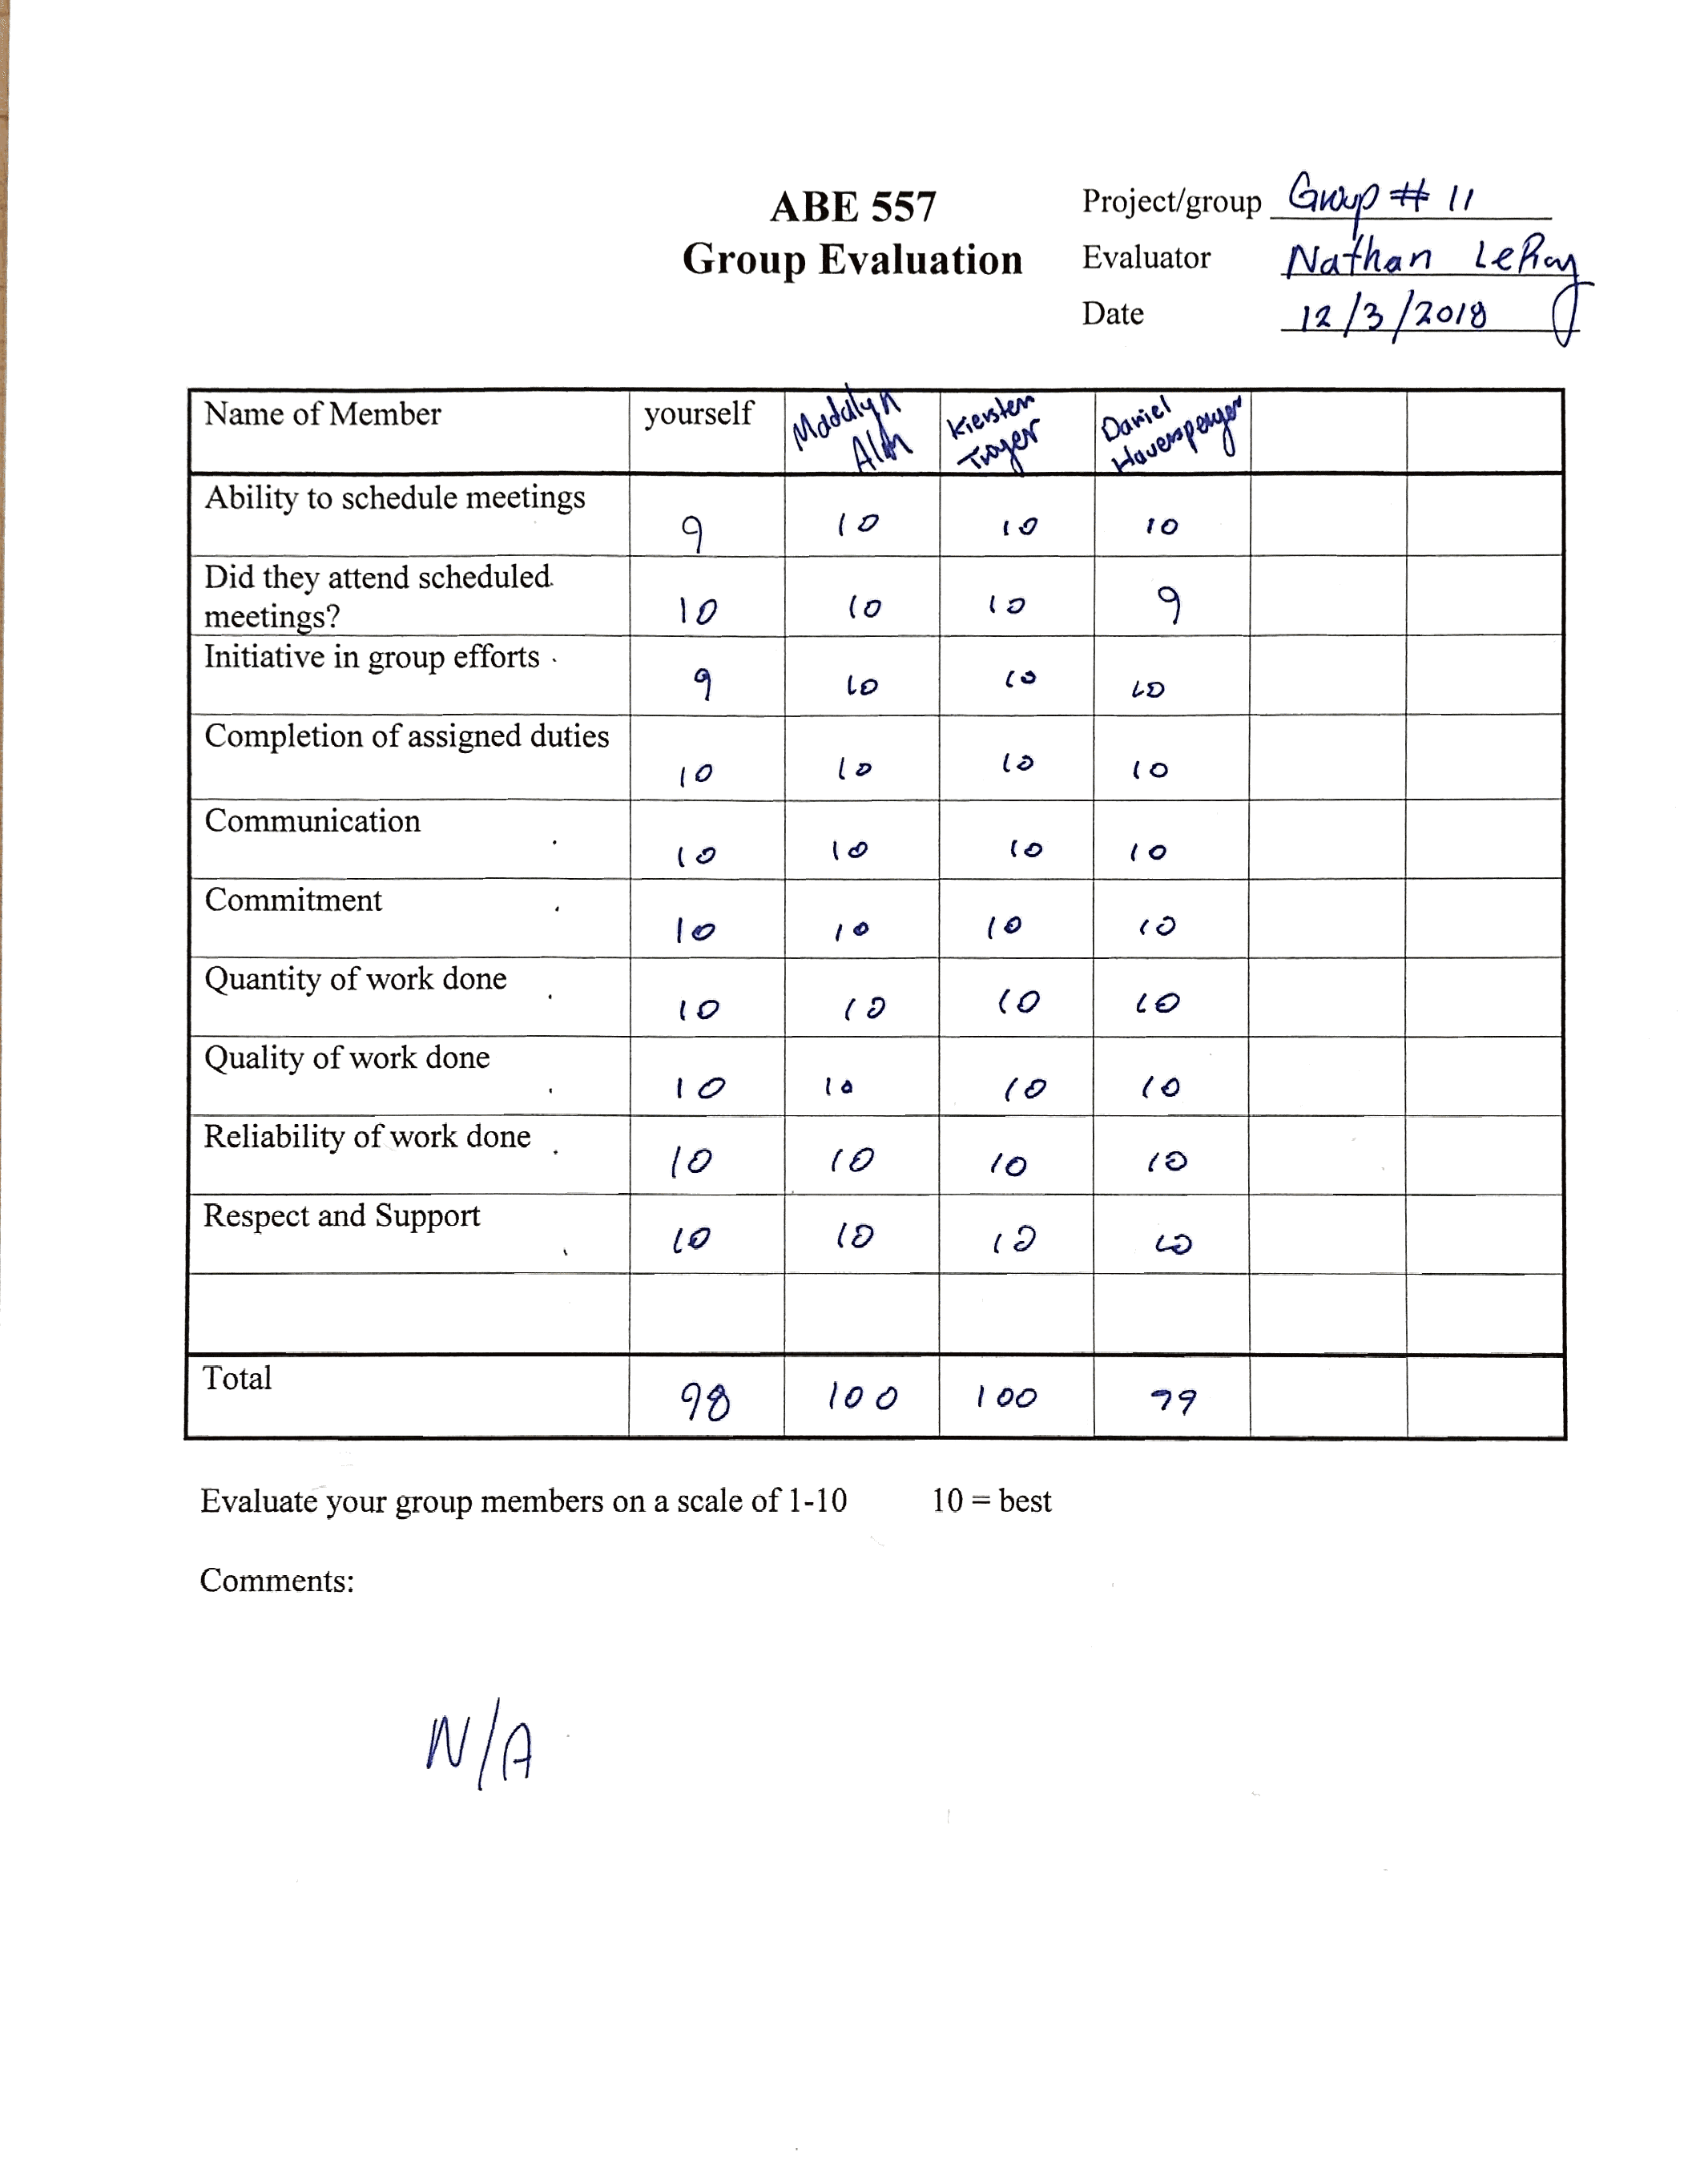 ABE 557
Group Evaluation
Project/group Group # 11
Evaluator Nathan LeRoy
Date 12/3/2018
Name of Member yourself Madalyn Alm Kiersten Troyer Daniel Haversperger
Ability to schedule meetings 9 10 10 10
Did they attend scheduled
meetings? 10 10 10 9
Initiative in group efforts 9 10 10 10
Completion of assigned duties 10 10 10 10
Communication 10 10 10 10
Commitment 10 10 10 10
Quantity of work done 10 10 10 10
Quality of work done 10 10 10 10
Reliability of work done 10 10 10 10
Respect and Support 10 10 10 10
Total 98 100 100 99
Evaluate your group members on a scale of 1-10 10 = best
Comments:
N/A